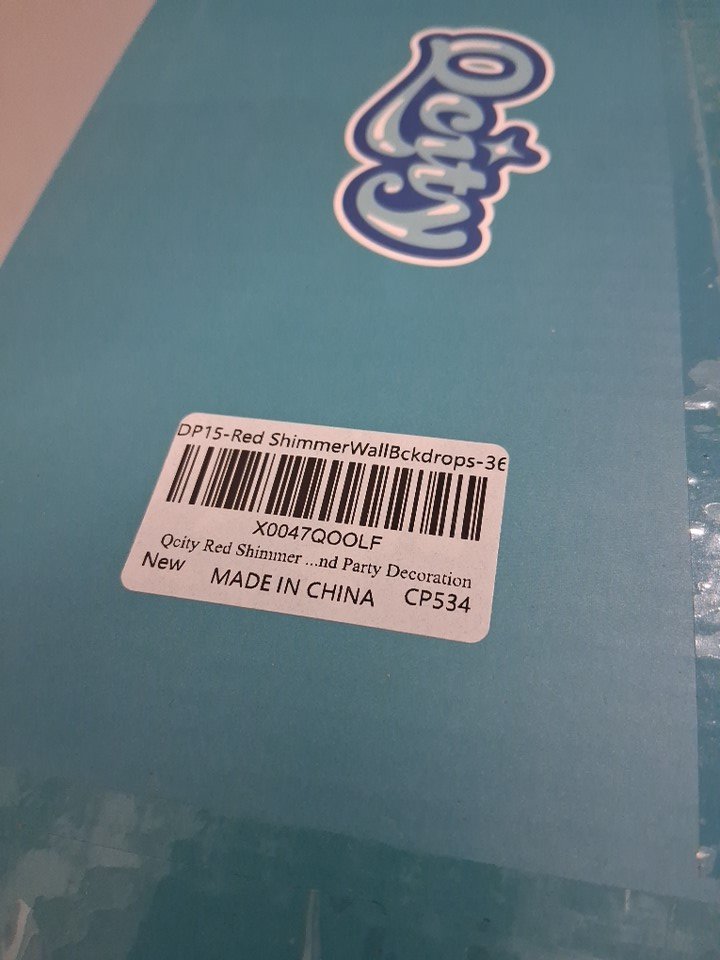 Qcity
DP15-Red ShimmerWallBckdrops-36
X0047QOOLF
Qcity Red Shimmer ...nd Party Decoration
New
MADE IN CHINA
CP534